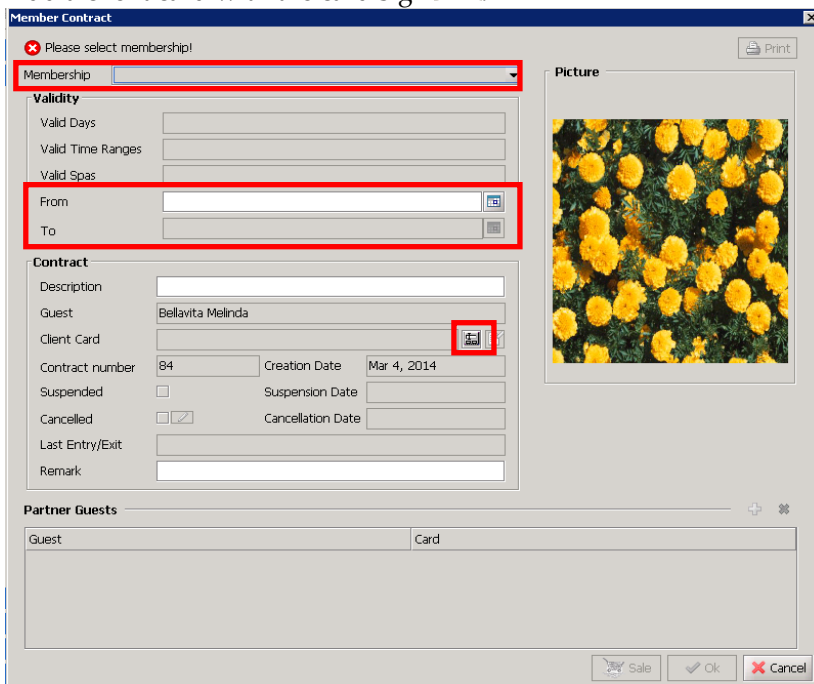 Member Contract
Please select membership!
Print
Membership
Picture
Validity
Valid Days
Valid Time Ranges
Valid Spas
From
To
Contract
Description
Guest Bellavita Melinda
Client Card
Contract number 84 Creation Date Mar 4, 2014
Suspended Suspension Date
Cancelled Cancellation Date
Last Entry/Exit
Remark
Partner Guests
Guest Card
Sale Ok Cancel